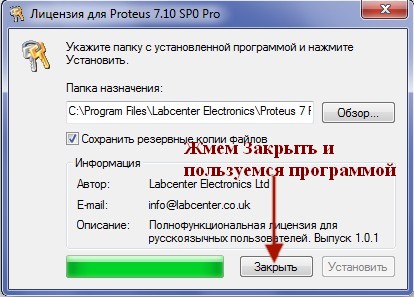 Лицензия для Proteus 7.10 SP0 Pro
Укажите папку с установленной программой и нажмите
Установить.
Папка назначения:
C:\Program Files\Labcenter Electronics\Proteus 7 F
Обзор...
Сохранить резервные копии файлов
Жмем Закрыть и
пользуемся программой
Информация
Автор: Labcenter Electronics Ltd
E-mail: info@labcenter.co.uk
Описание: Полнофункциональная лицензия для
русскоязычных пользователей. Выпуск 1.0.1
Закрыть
Установить